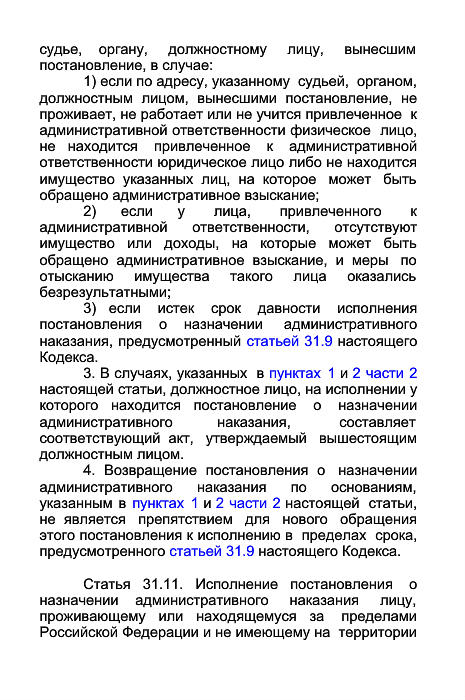 судье, органу, должностному лицу, вынесшим
постановление, в случае:
1) если по адресу, указанному судьей, органом,
должностным лицом, вынесшими постановление, не
проживает, не работает или не учится привлеченное к
административной ответственности физическое лицо,
не находится привлеченное к административной
ответственности юридическое лицо либо не находится
имущество указанных лиц, на которое может быть
обращено административное взыскание;
2) если у лица, привлеченного к
административной ответственности, отсутствуют
имущество или доходы, на которые может быть
обращено административное взыскание, и меры по
отысканию имущества такого лица оказались
безрезультатными;
3) если истек срок давности исполнения
постановления о назначении административного
наказания, предусмотренный статьей 31.9 настоящего
Кодекса.
3. В случаях, указанных в пунктах 1 и 2 части 2
настоящей статьи, должностное лицо, на исполнении у
которого находится постановление о назначении
административного наказания, составляет
соответствующий акт, утверждаемый вышестоящим
должностным лицом.
4. Возвращение постановления о назначении
административного наказания по основаниям,
указанным в пунктах 1 и 2 части 2 настоящей статьи,
не является препятствием для нового обращения
этого постановления к исполнению в пределах срока,
предусмотренного статьей 31.9 настоящего Кодекса.
Статья 31.11. Исполнение постановления о
назначении административного наказания лицу,
проживающему или находящемуся за пределами
Российской Федерации и не имеющему на территории